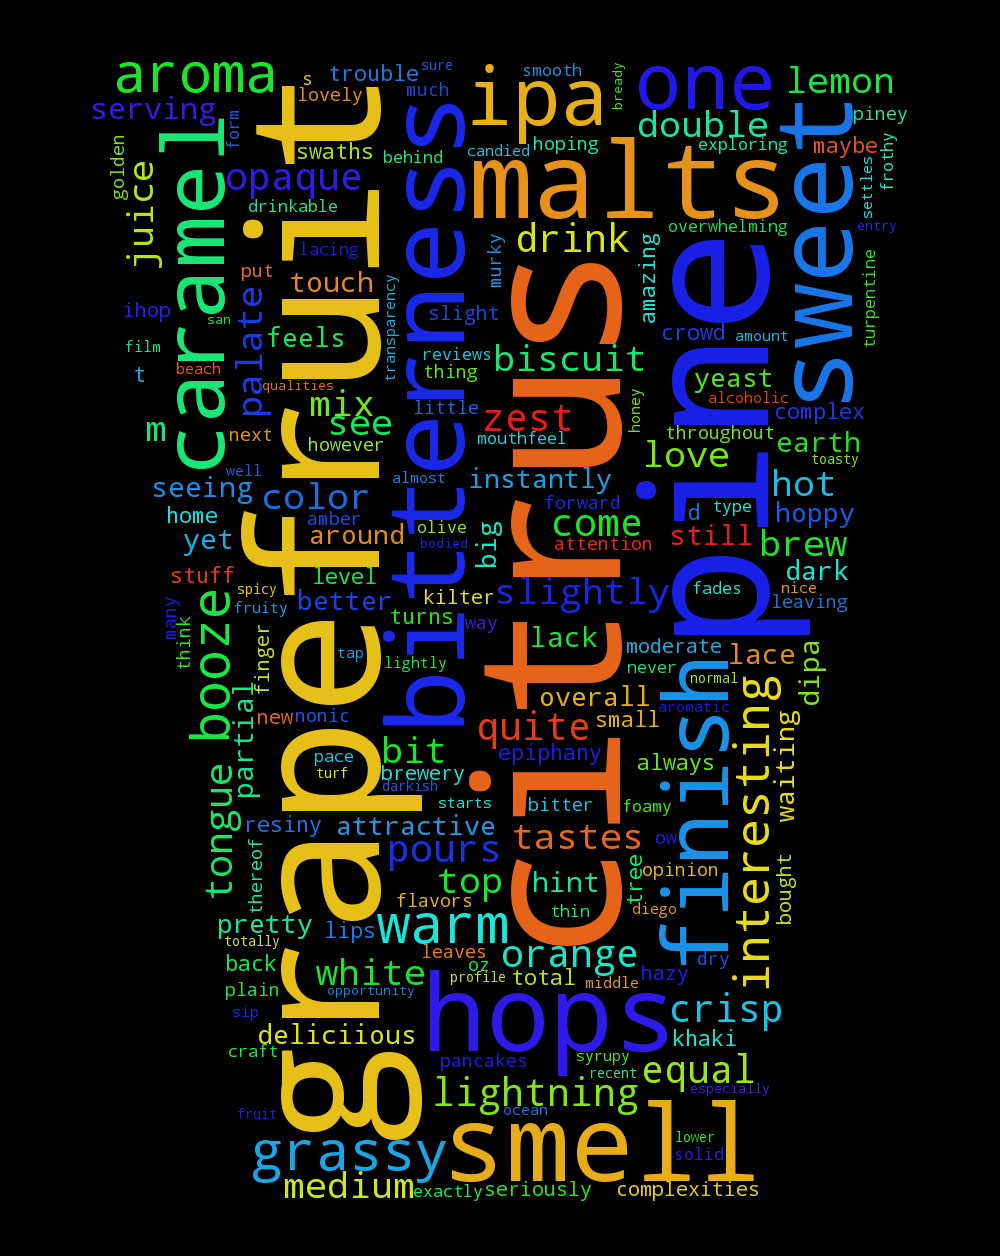 aroma
trouble
sure
s
lovely
much
serving
ipa
smooth
bready
one
lemon
double
piney
hoping
exploring
maybe
candied
form
golden
swaths
behind
malts
sweet
settles
frothy
entry
opaque
drinkable
juice
caramel
grapefruit
bitterness
citrus
pine
lacing
murky
drink
overwhelming
amazing
turpentine
put
touch
transparency
slight
ihop
san
palate
feels
film
t
beach
qualities
reviews
thing
biscuit
crowd
amount
yeast
alcoholic
complex
honey
mix
little
zest
m
see
next
however
mouthfeel
throughout
earth
toasty
well
love
seeing
color
almost
instantly
hot
forward
d
type
hoppy
home
amber
olive
big
come
yet
around
bodied
attention
still
brew
stuff
level
dark
spicy
better
kilter
slightly
fades
nice
leaving
fruity
many
think
booze
finger
turns
way
lack
moderate
lace
tap
lightly
never
normal
dipa
partial
overall
aromatic
new
nonic
quite
small
finish
interesting
waiting
pace
turf
bit
epiphany
always
brewery
darkish
starts
bitter
foamy
tongue
resiny
attractive
tastes
ow
thereof
pours
tree
opinion
bought
top
hint
flavors
thin
diego
pretty
lips
warm
totally
leaves
orange
dry
back
white
oz
profile
total
middle
hazy
plain
opportunity
sip
hops
crisp
deliciious
khaki
craft
pancakes
syrupy
recent
equal
especially
lightning
fruit
ocean
grassy
smell
lower
solid
medium
exactly
seriously
complexities